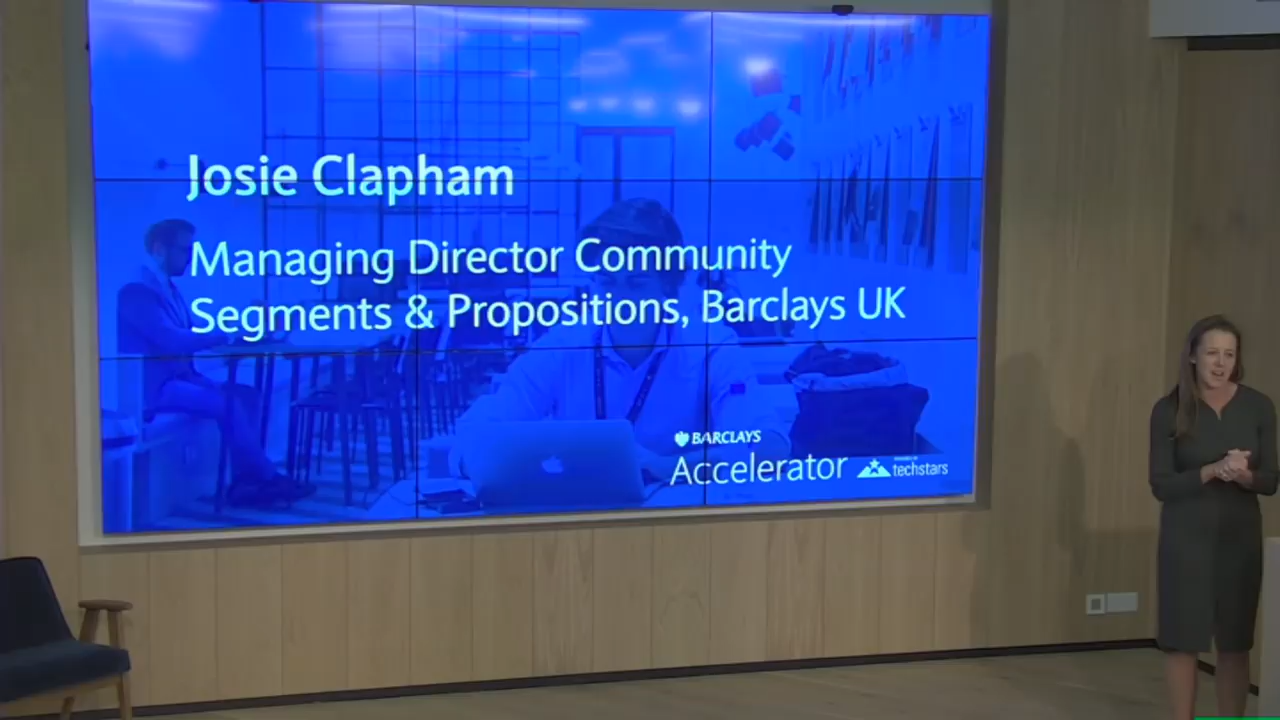 Josie Clapham
Managing Director Community
Segments & Propositions, Barclays UK
BARCLAYS
Accelerator
techstars